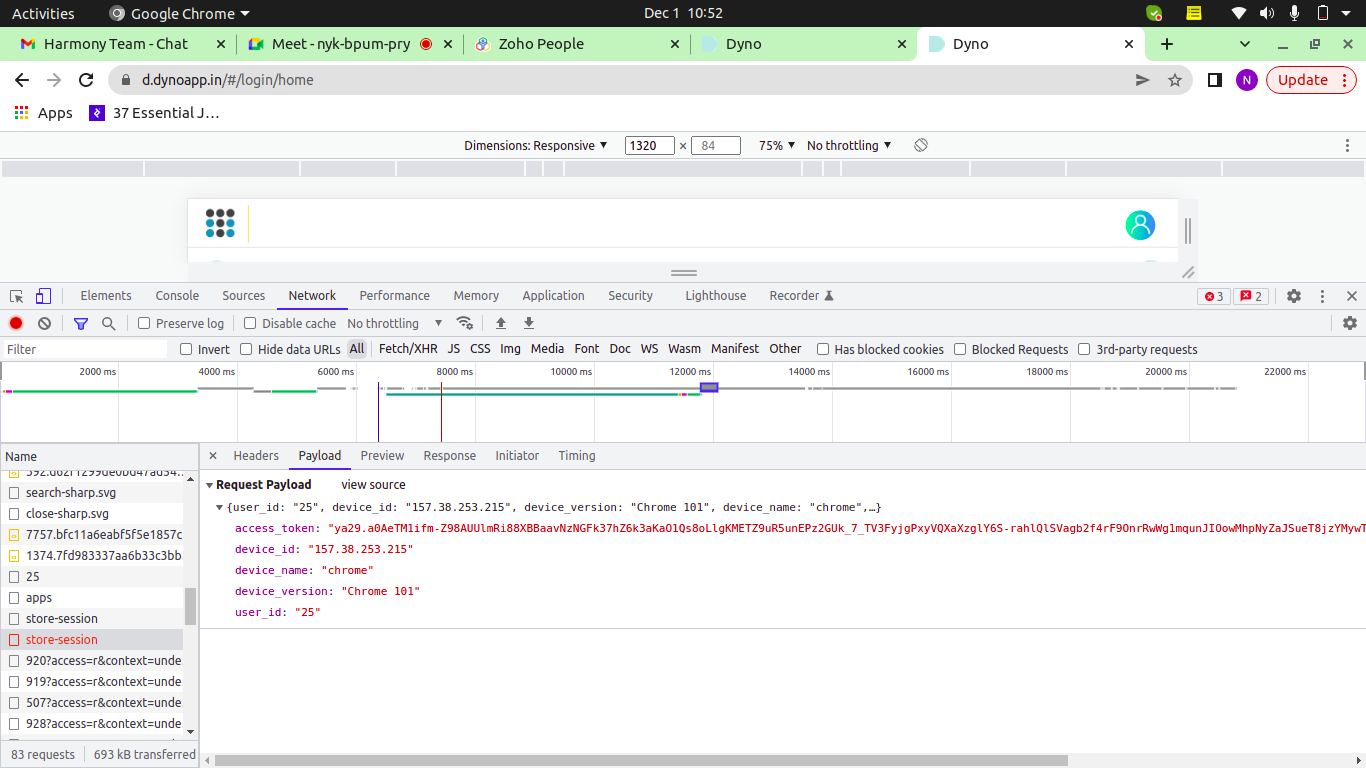 Activities Google Chrome Dec 1 10:52
Harmony Team - Chat Meet - nyk-bpum-pry Zoho People Dyno Dyno
d.dynoapp.in/#/login/home N Update
Apps 37 Essential J…
Dimensions: Responsive 1320 × 84 75% No throttling
Elements Console Sources Network Performance Memory Application Security Lighthouse Recorder 3 2
Preserve log Disable cache No throttling
Filter Invert Hide data URLs All Fetch/XHR JS CSS Img Media Font Doc WS Wasm Manifest Other Has blocked cookies Blocked Requests 3rd-party requests
2000 ms 4000 ms 6000 ms 8000 ms 10000 ms 12000 ms 14000 ms 16000 ms 18000 ms 20000 ms 22000 ms
Name Headers Payload Preview Response Initiator Timing
search-sharp.svg
close-sharp.svg
7757.bfc11a6eabf5f5e1857c
1374.7fd983337aa6b33c3bb
25
apps
store-session
store-session
920?access=r&context=unde
919?access=r&context=unde
507?access=r&context=unde
928?access=r&context=unde
83 requests 693 kB transferred
Request Payload view source
{user_id: "25", device_id: "157.38.253.215", device_version: "Chrome 101", device_name: "chrome",…}
access_token:
device_id: "157.38.253.215"
device_name: "chrome"
device_version: "Chrome 101"
user_id: "25"